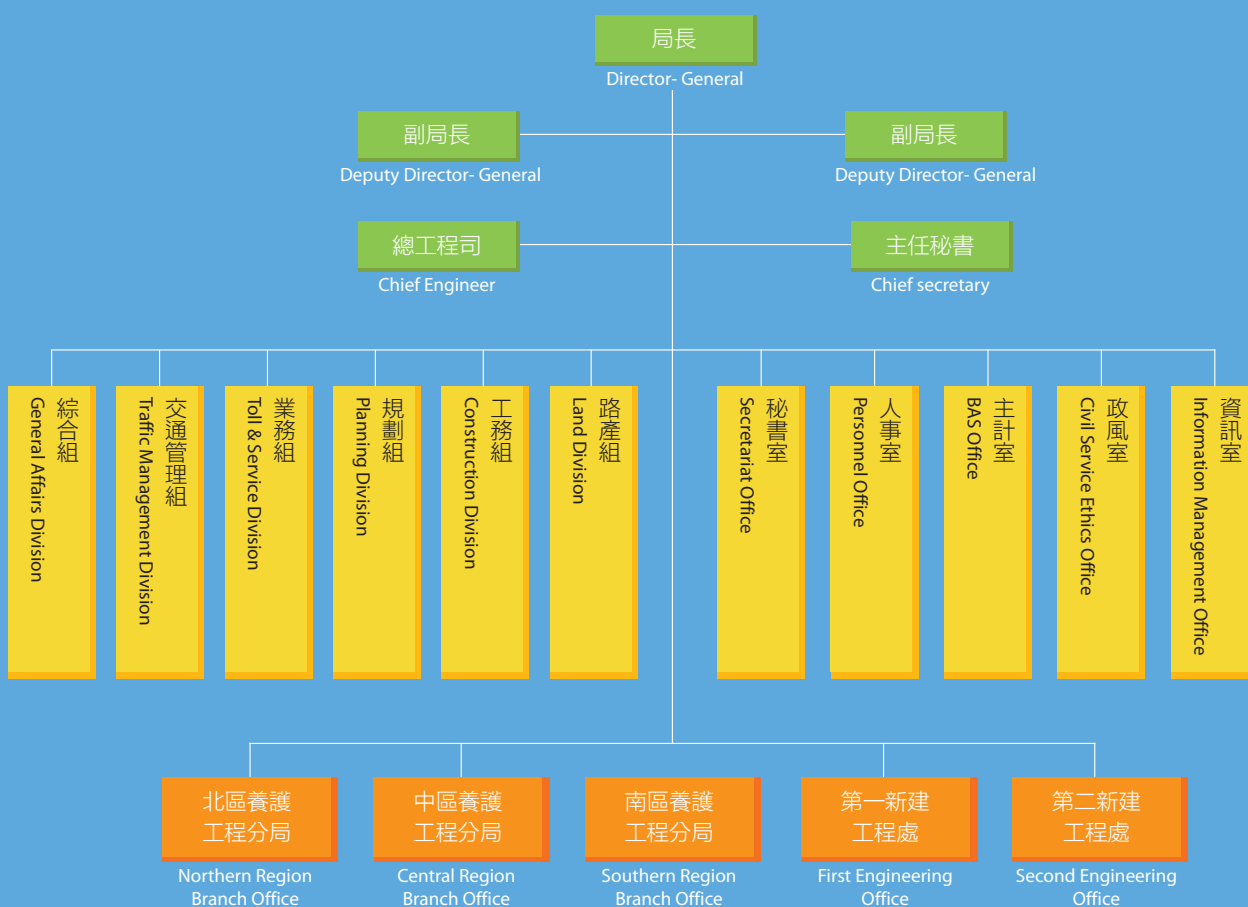 局長
Director- General
副局長
Deputy Director- General
副局長
Deputy Director- General
總工程司
Chief Engineer
主任秘書
Chief secretary
綜合組
General Affairs Division
交通管理組
Traffic Management Division
業務組
Toll & Service Division
規劃組
Planning Division
工務組
Construction Division
路產組
Land Division
秘書室
Secretariat Office
人事室
Personnel Office
主計室
BAS Office
政風室
Civil Service Ethics Office
資訊室
Information Management Office
北區養護
工程分局
Northern Region
Branch Office
中區養護
工程分局
Central Region
Branch Office
南區養護
工程分局
Southern Region
Branch Office
第一新建
工程處
First Engineering
Office
第二新建
工程處
Second Engineering
Office